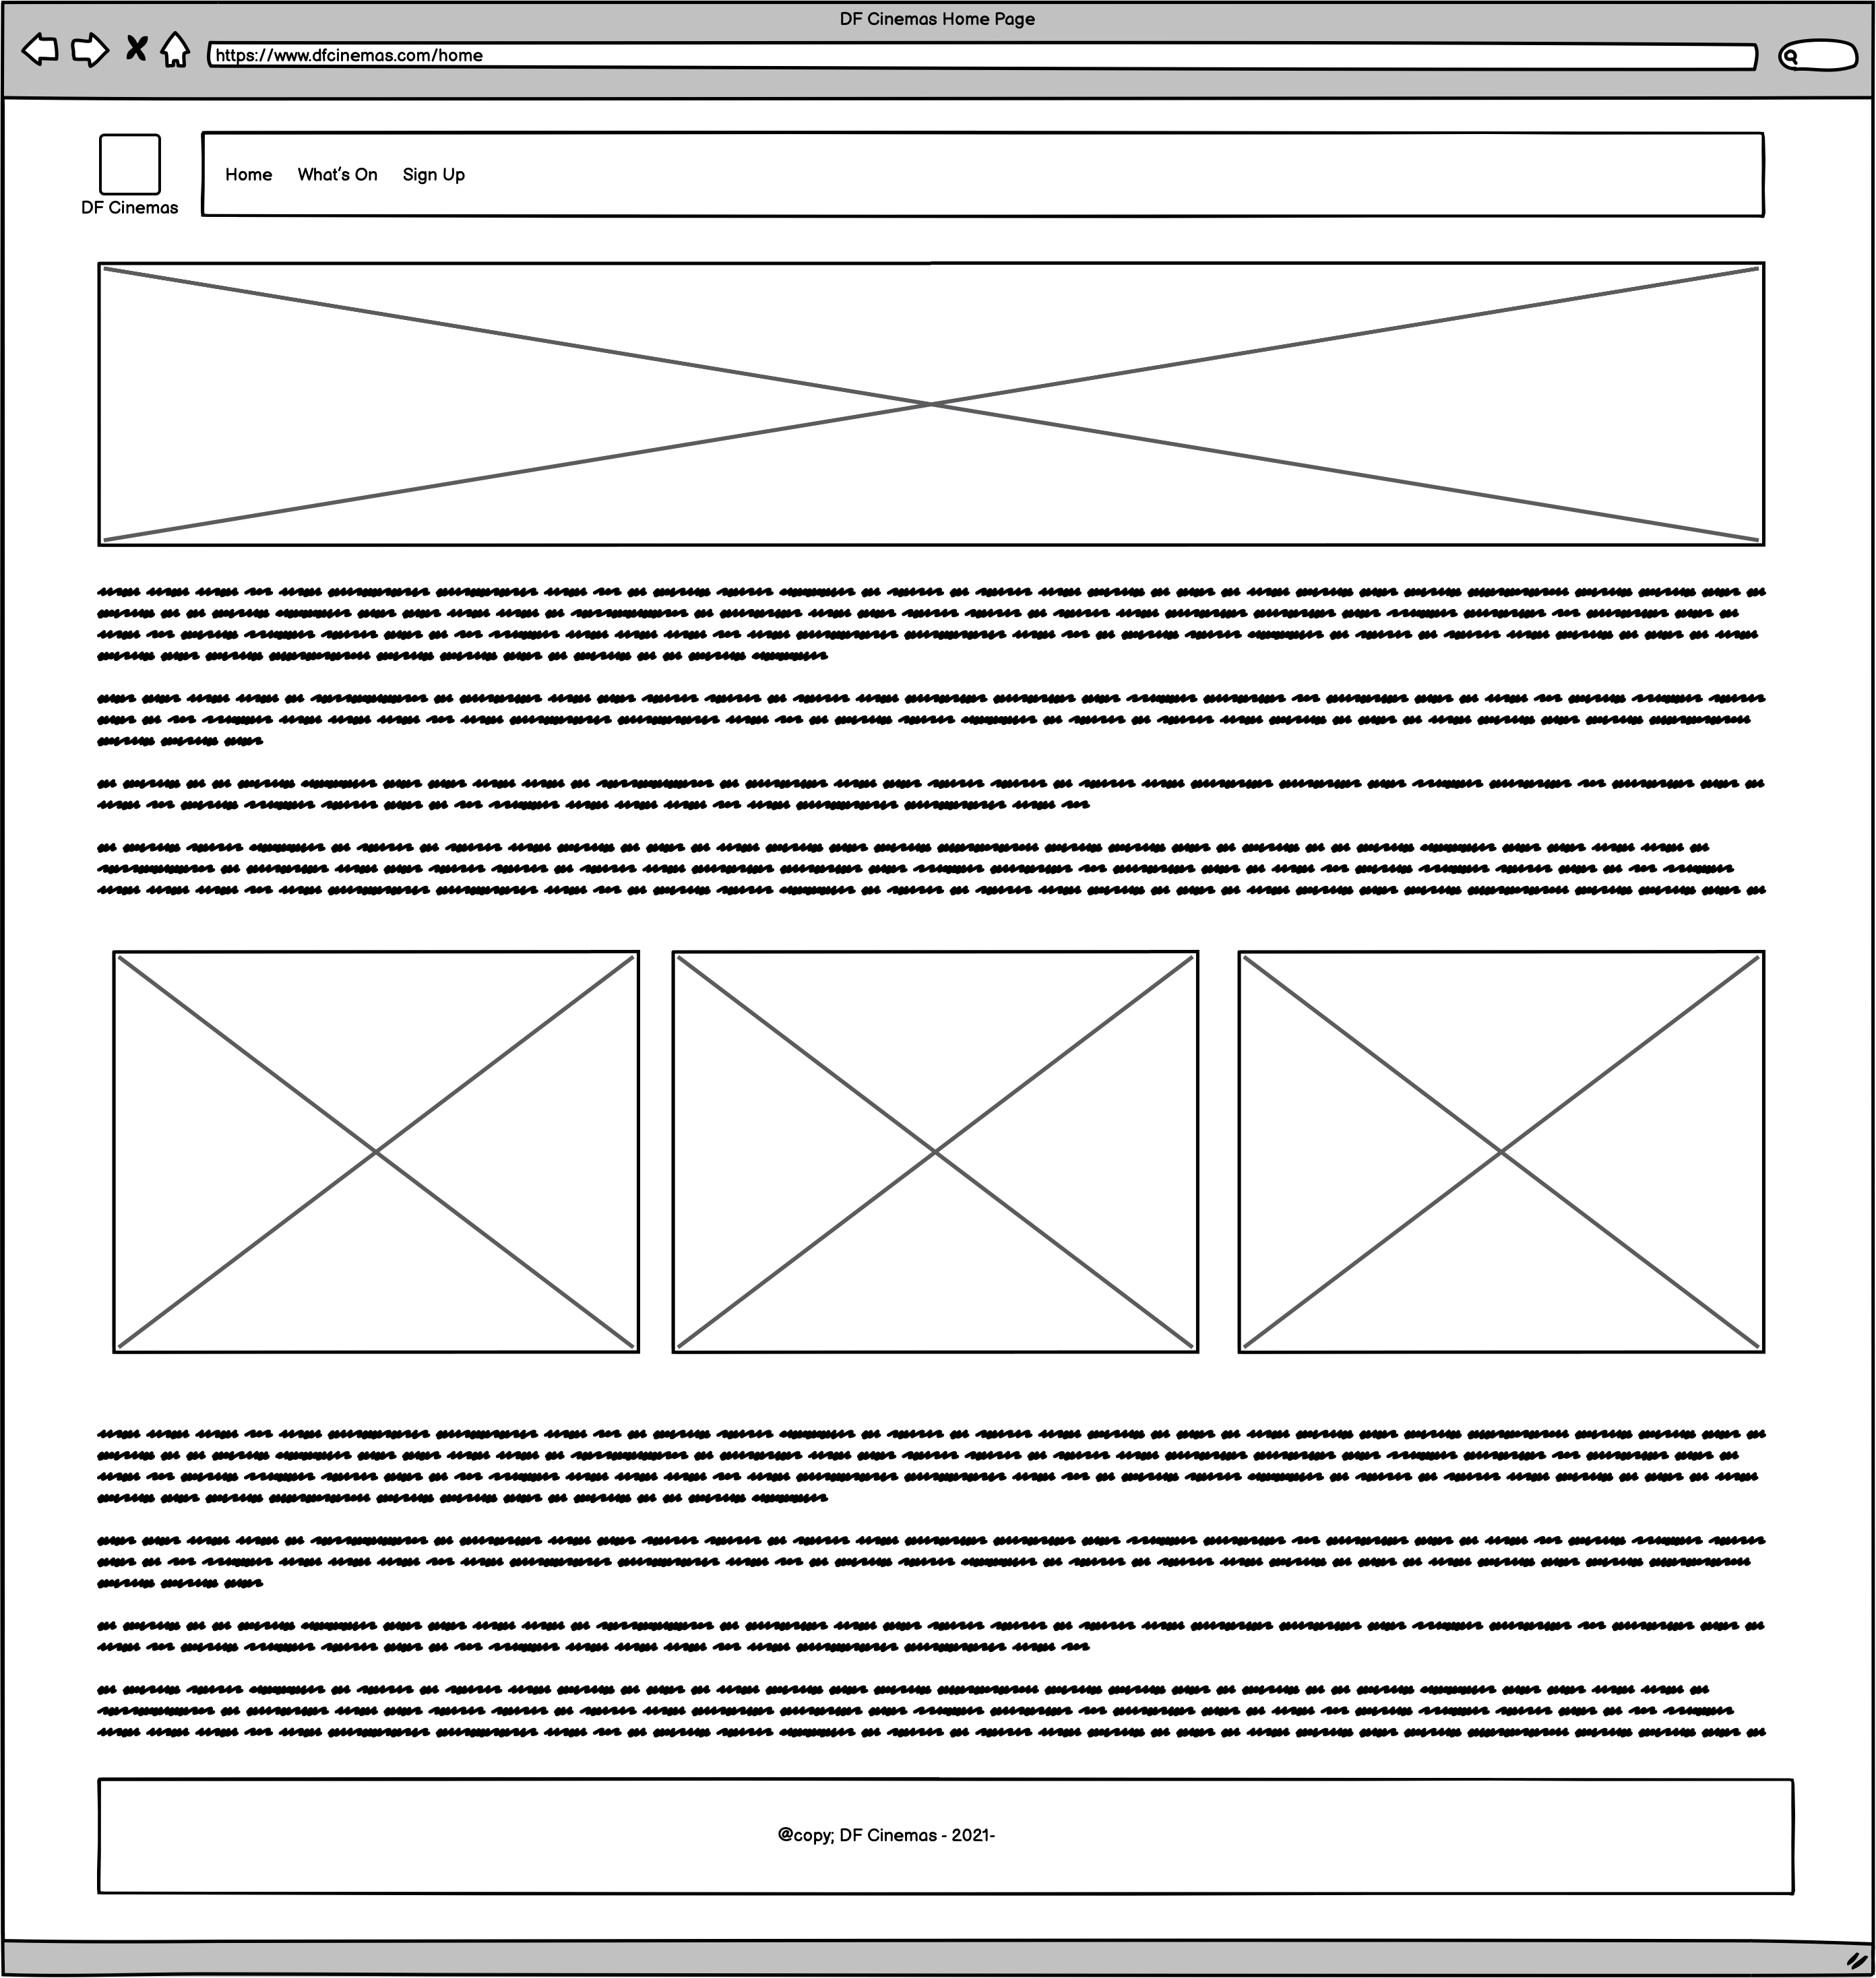 DF Cinemas Home Page
https://www.dfcinemas.com/home
Home What's On Sign Up
DF Cinemas
@copy; DF Cinemas - 2021-